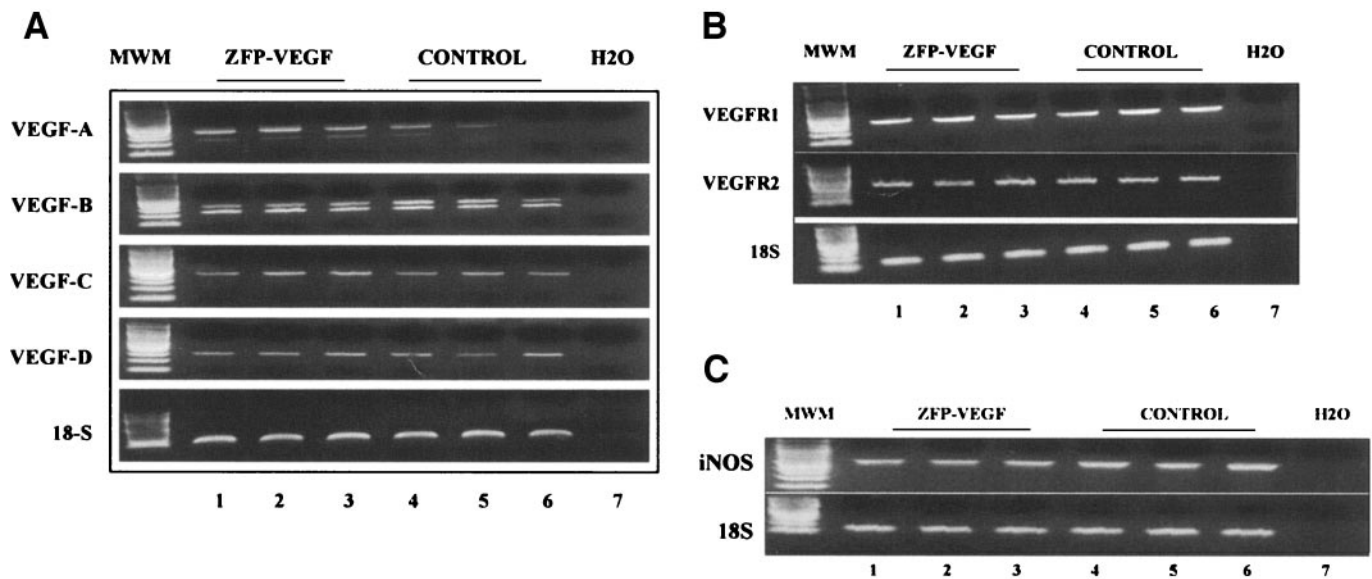 A
MWM ZFP-VEGF CONTROL H2O
VEGF-A
VEGF-B
VEGF-C
VEGF-D
18-S
1 2 3 4 5 6 7
B
MWM ZFP-VEGF CONTROL H2O
VEGFR1
VEGFR2
18S
1 2 3 4 5 6 7
C
MWM ZFP-VEGF CONTROL H2O
iNOS
18S
1 2 3 4 5 6 7